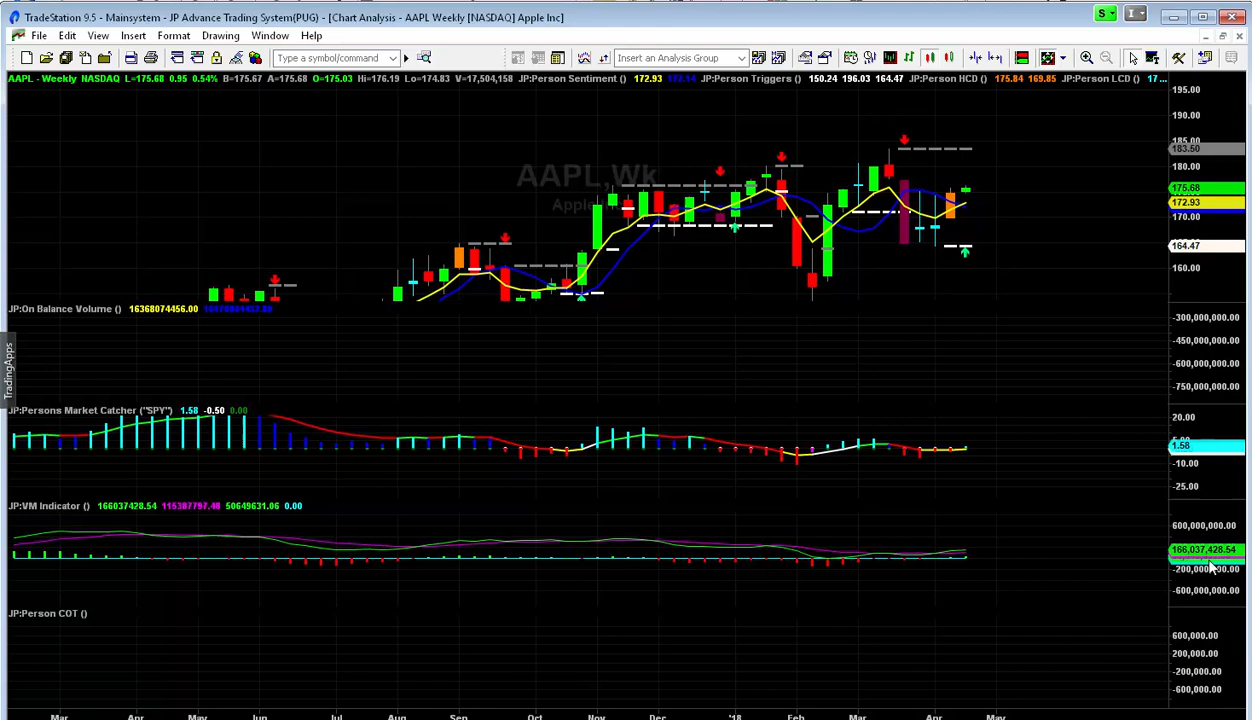 TradeStation 9.5 - Mainsystem - JP Advance Trading System(PUG) - [Chart Analysis - AAPL Weekly [NASDAQ] Apple Inc]
S
I
File Edit View Insert Format Drawing Window Help
Type a symbol/command
Insert an Analysis Group
AAPL - Weekly NASDAQ L=175.68 0.95 0.54% B=175.67 A=175.68 O=175.03 Hi=176.19 Lo=174.83 V=17,504,158 JP:Person Sentiment () 172.93 JP:Person Triggers () 150.24 196.03 164.47 JP:Person HCD () 175.84 169.85 JP:Person LCD () 17 ...
195.00
190.00
185.00
183.50
180.00
175.68
172.93
170.00
164.47
160.00
AAPL,Wk
JP:On Balance Volume () 16368074456.00
-300,000,000.00
-450,000,000.00
-600,000,000.00
-750,000,000.00
TradingApps
JP:Persons Market Catcher ("SPY") 1.58 -0.50 0.00
20.00
1.58
-10.00
-25.00
JP:VM Indicator () 166037428.54 115387797.48 50649631.06 0.00
600,000,000.00
166,037,428.54
-200,000,000.00
-600,000,000.00
JP:Person COT ()
600,000.00
200,000.00
-200,000.00
-600,000.00
Mar Apr May Jun Jul Aug Sep Oct Nov Dec '18 Feb Mar Apr May